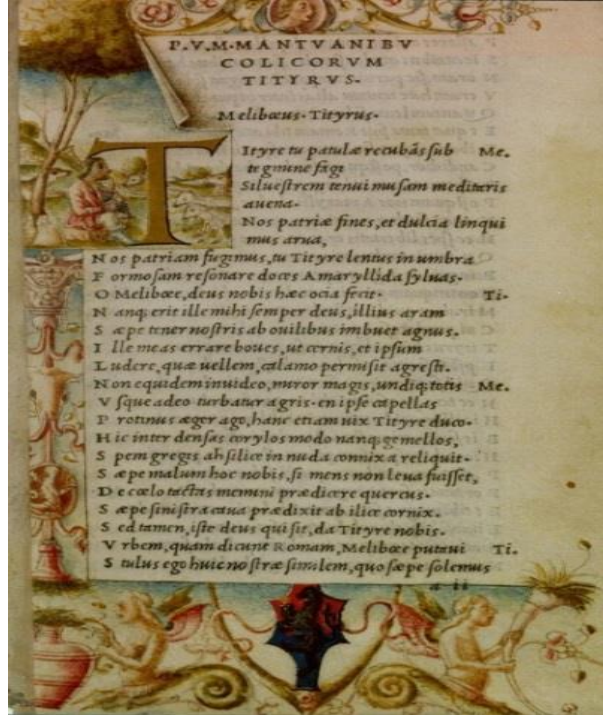 P. V. M. MANTVANI BV
COLICORVM
TITYRVS.
Melibœus. Tityrus.
T Ityre tu patulæ recubãs sub Me.
tegmine fagi
Siluestrem tenui musam meditaris
auena.
Nos patriæ fines, et dulcia linqui
mus arua,
Nos patriam fugimus, tu Tityre lentus in umbra
Formosam resonare doces Amaryllida syluas.
O Melibœe, deus nobis hæc ocia fecit. Ti.
Nanq; erit ille mihi semper deus, illius aram
Sæpe tener nostris ab ouilibus imbuet agnus.
Ille meas errare boues, ut cernis, et ipsum
Ludere, quæ uellem, calamo permisit agresti.
Non equidem inuideo, miror magis, undiq; totis Me.
Vsque adeo turbatur agris. en ipse capellas
Protinus æger ago, hanc etiam uix Tityre duco.
Hic inter densas corylos modo nanq; gemellos,
Spem gregis ah silice in nuda connixa reliquit.
Sæpe malum hoc nobis, si mens non leua fuisset,
De cœlo tactas memini prædicere quercus.
Sæpe sinistra caua prædixit ab ilice cornix.
Sed tamen, iste deus qui sit, da Tityre nobis.
Vrbem, quam dicunt Romam, Melibœe putaui Ti.
Stultus ego huic nostræ similem, quo sæpe solemus
a ii